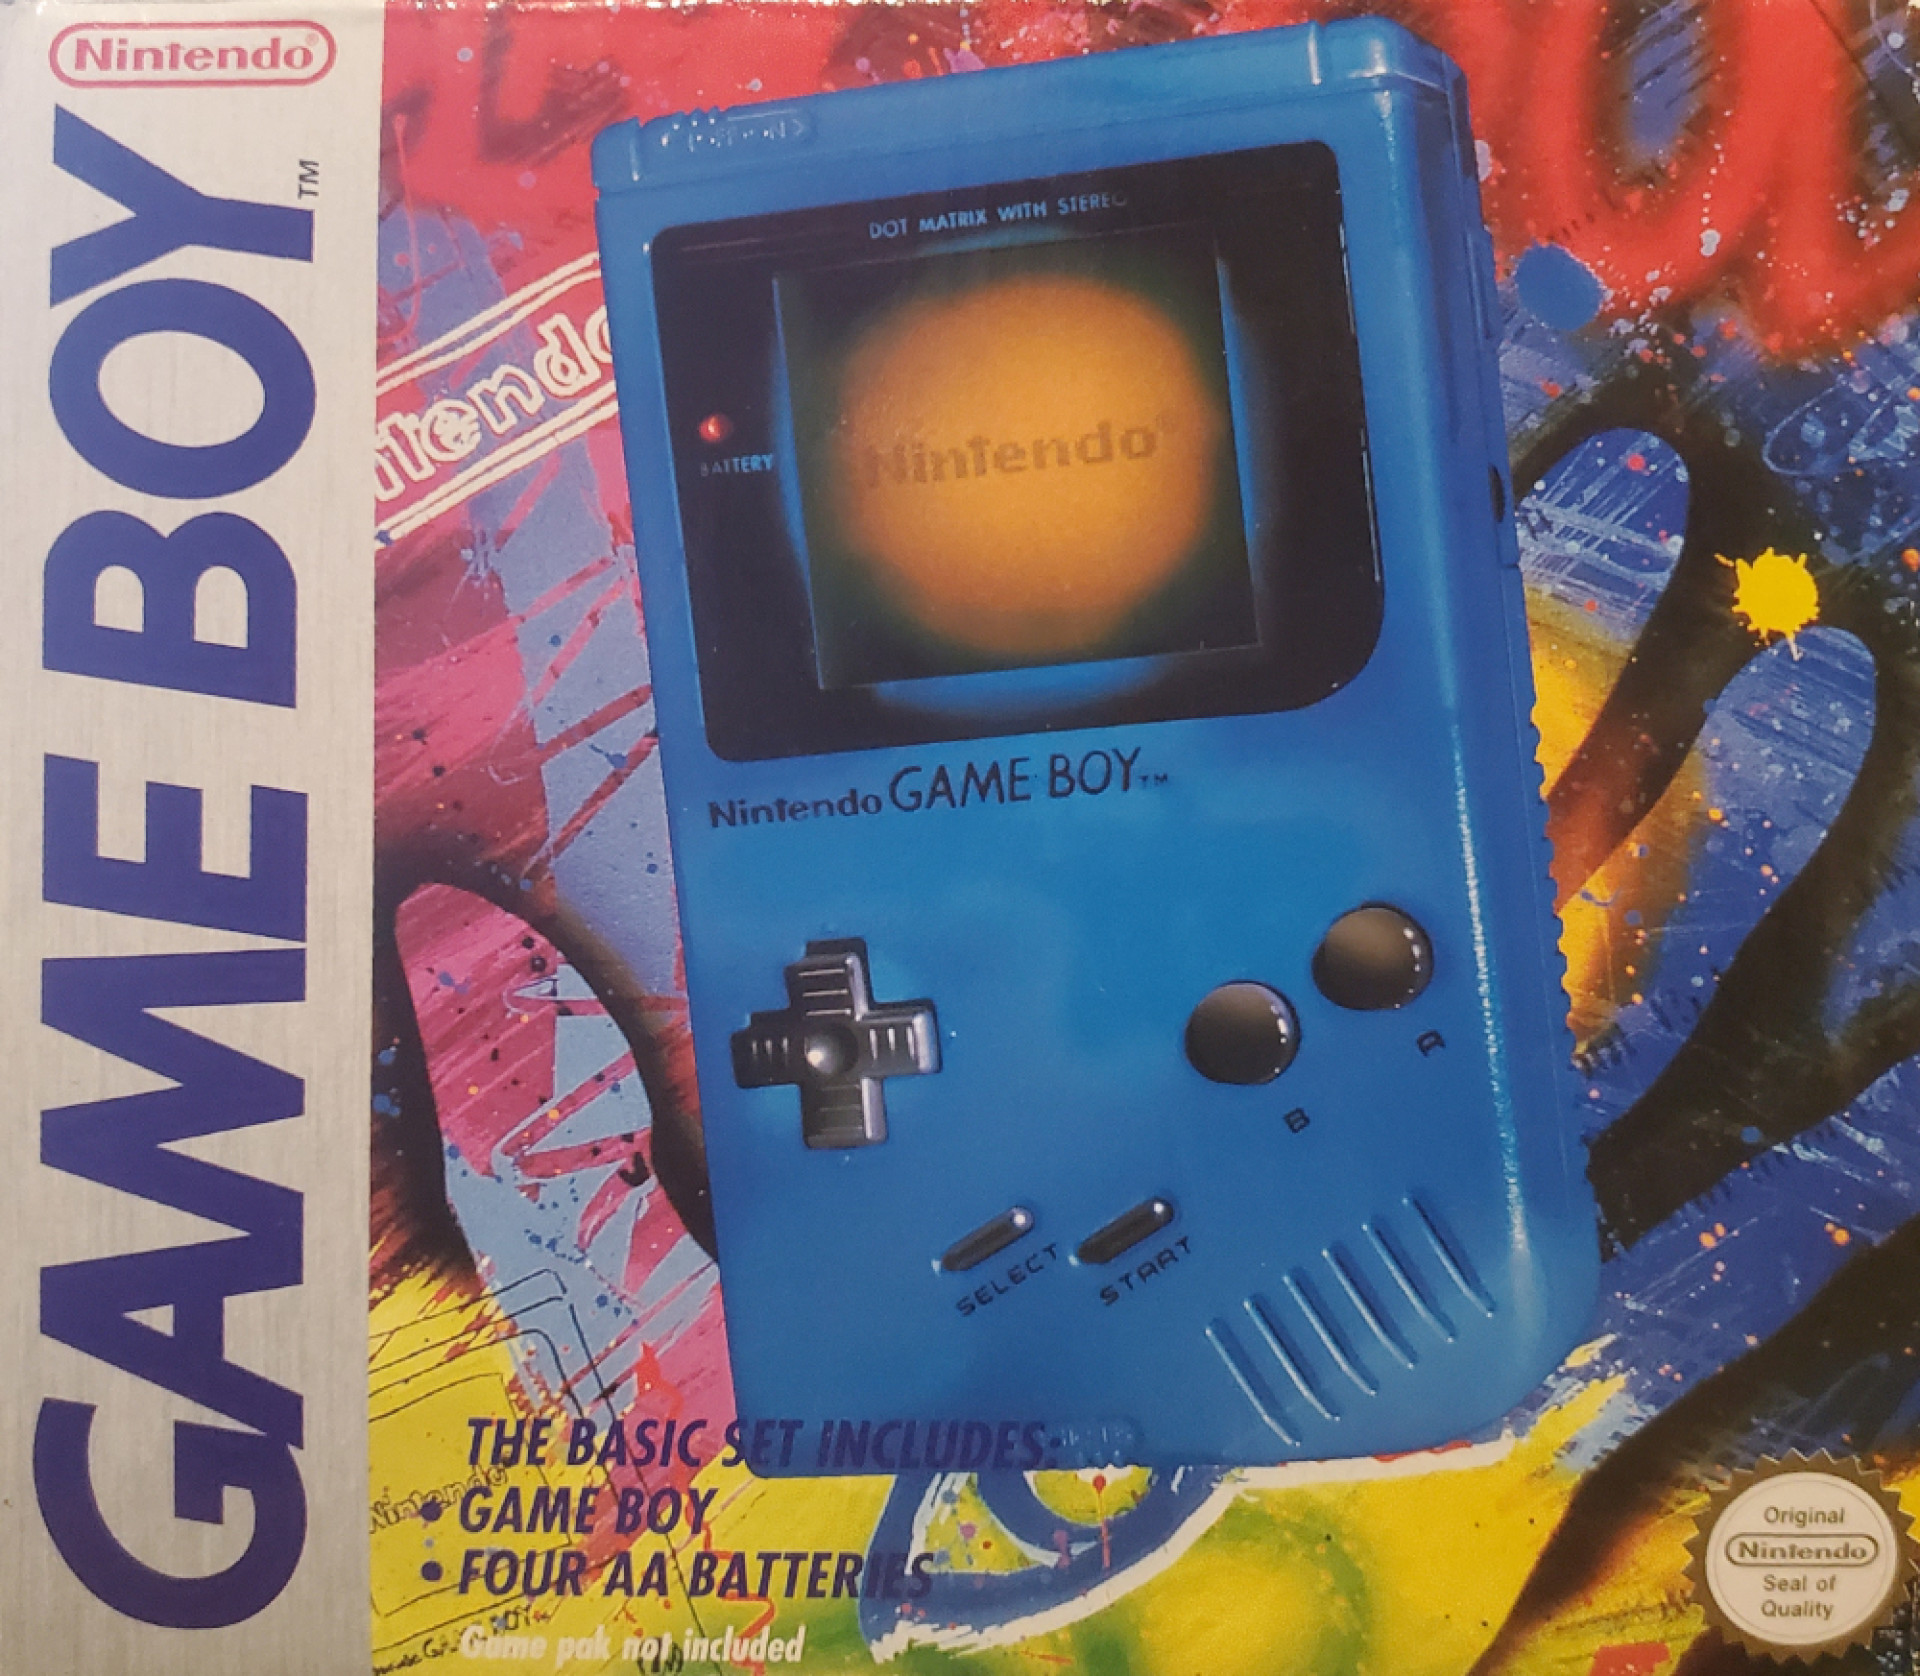 Nintendo®
GAME BOY™
DOT MATRIX WITH STEREO
BATTERY
Nintendo®
Nintendo GAME BOY™
A
B
SELECT
START
THE BASIC SET INCLUDES:
• GAME BOY
• FOUR AA BATTERIES
Game pak not included
Nintendo
Original
Nintendo
Seal of
Quality